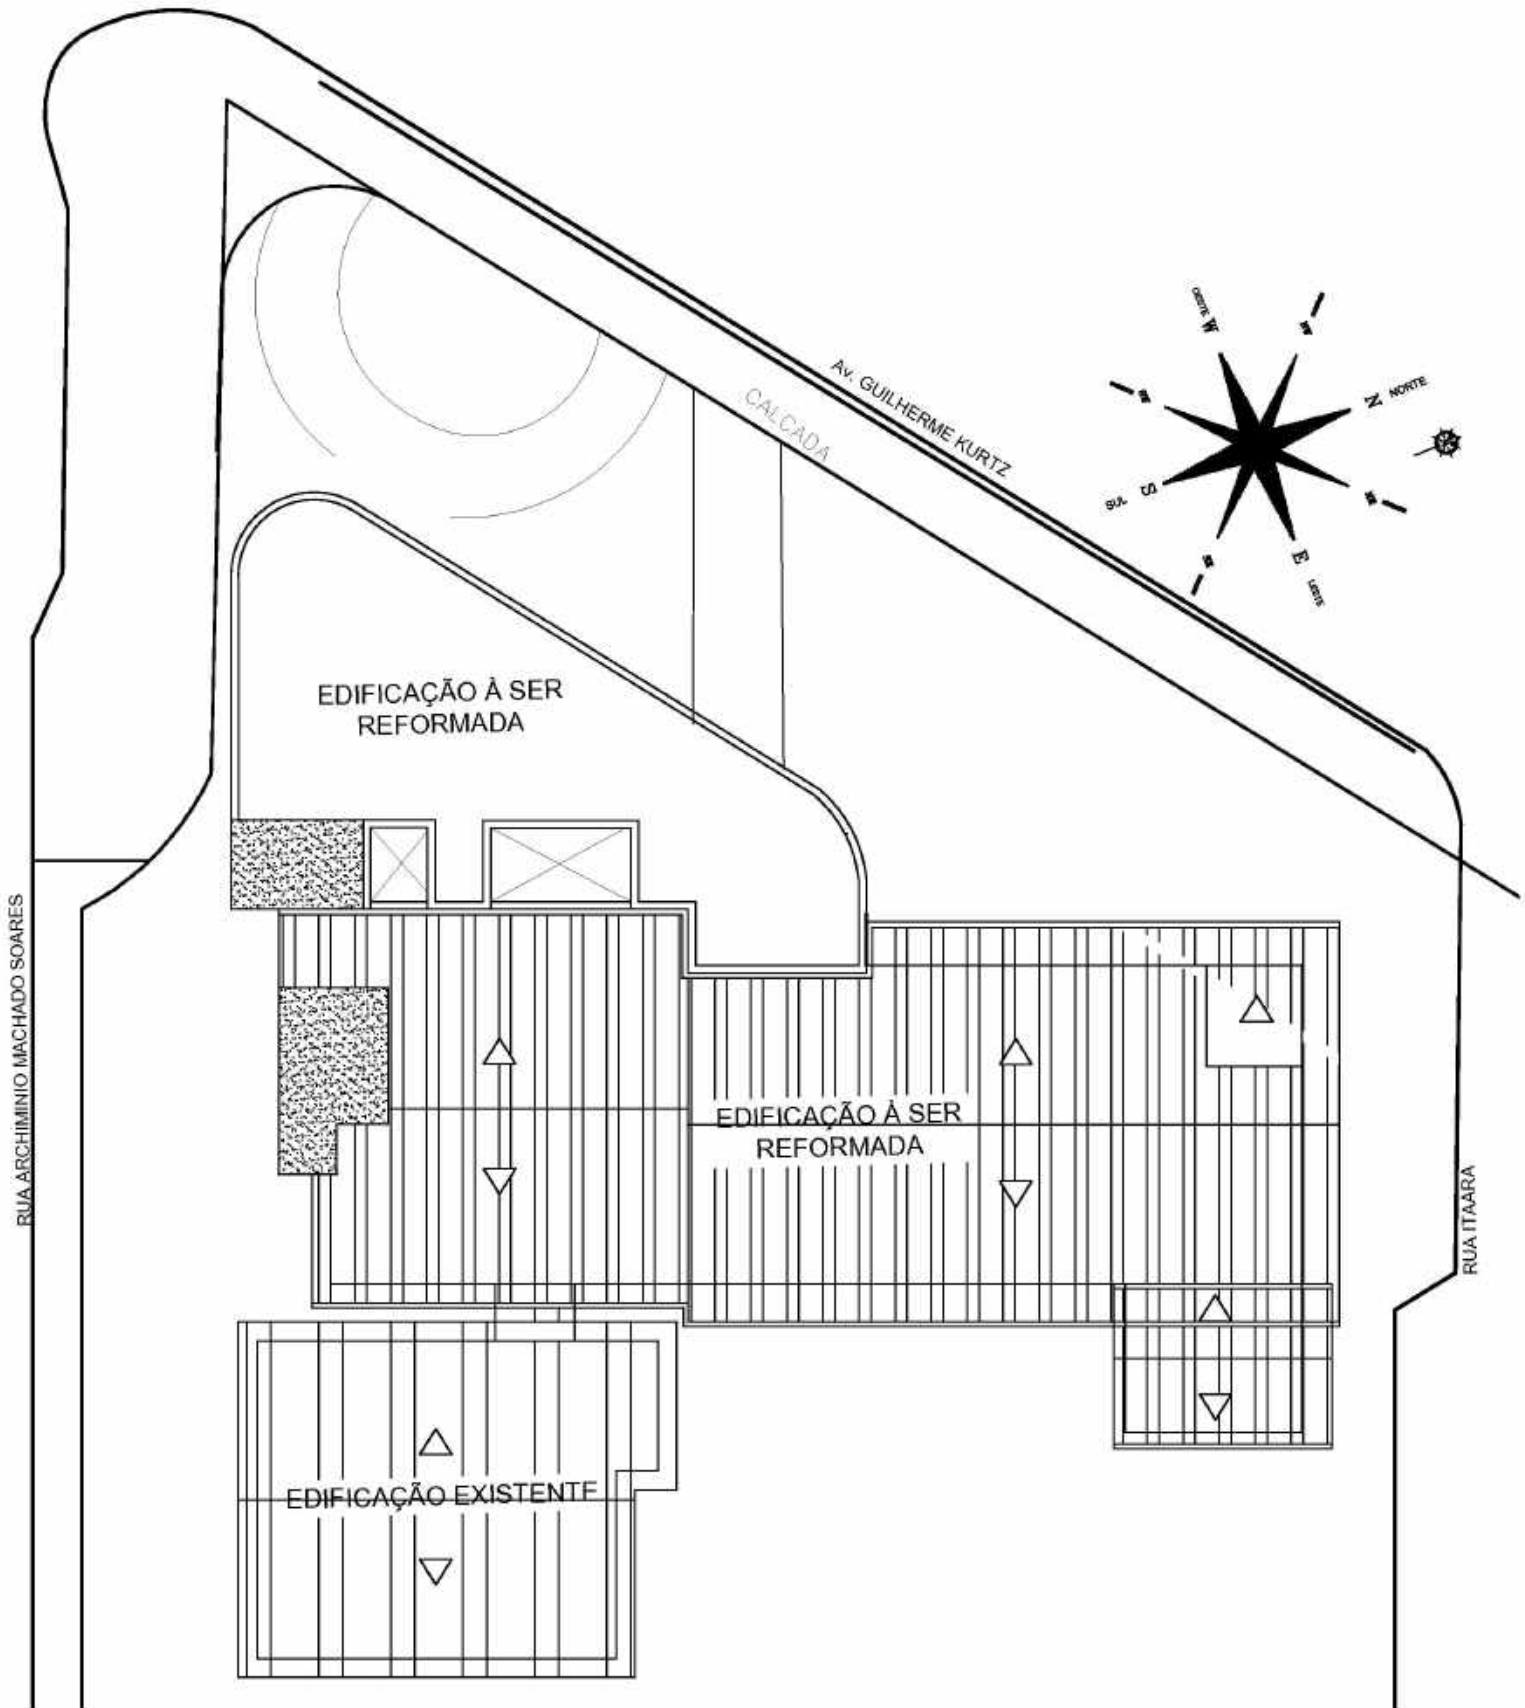 OESTE W
N NORTE
Av. GUILHERME KURTZ
CALCADA
SUL S
E LESTE
EDIFICAÇÃO À SER
REFORMADA
RUA ARCHIMINIO MACHADO SOARES
EDIFICAÇÃO À SER
REFORMADA
RUA ITAARA
EDIFICAÇÃO EXISTENTE